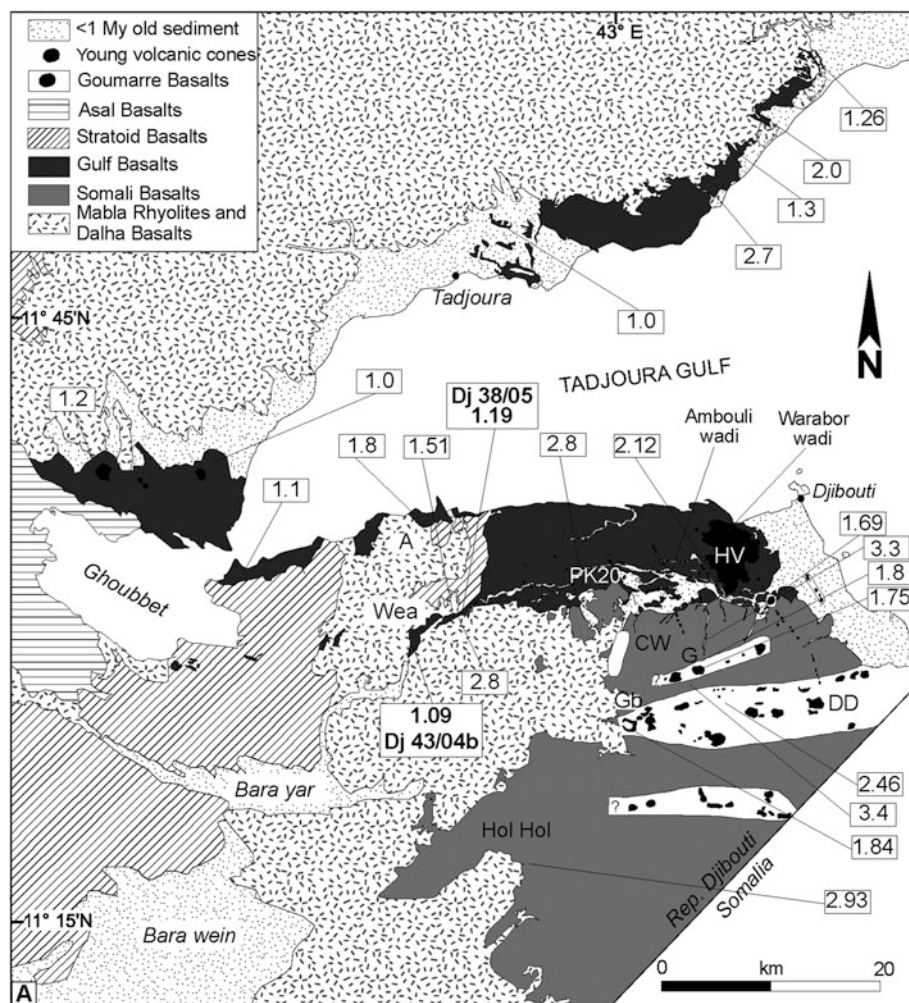 <1 My old sediment
Young volcanic cones
Goumarre Basalts
Asal Basalts
Stratoid Basalts
Gulf Basalts
Somali Basalts
Mabla Rhyolites and
Dalha Basalts
43° E
1.26
2.0
1.3
2.7
1.0
Tadjoura
11° 45'N
N
TADJOURA GULF
1.2
1.0
Dj 38/05
1.19
1.8
1.51
2.8
2.12
Ambouli
wadi
Warabor
wadi
Djibouti
1.1
A
HV
1.69
3.3
1.8
1.75
PK20
Ghoubbet
Wea
CW
G
2.8
Gb
DD
1.09
Dj 43/04b
Bara yar
2.46
3.4
1.84
?
?
Hol Hol
2.93
Rep. Djibouti
Somalia
11° 15'N
Bara wein
0
km
20
A